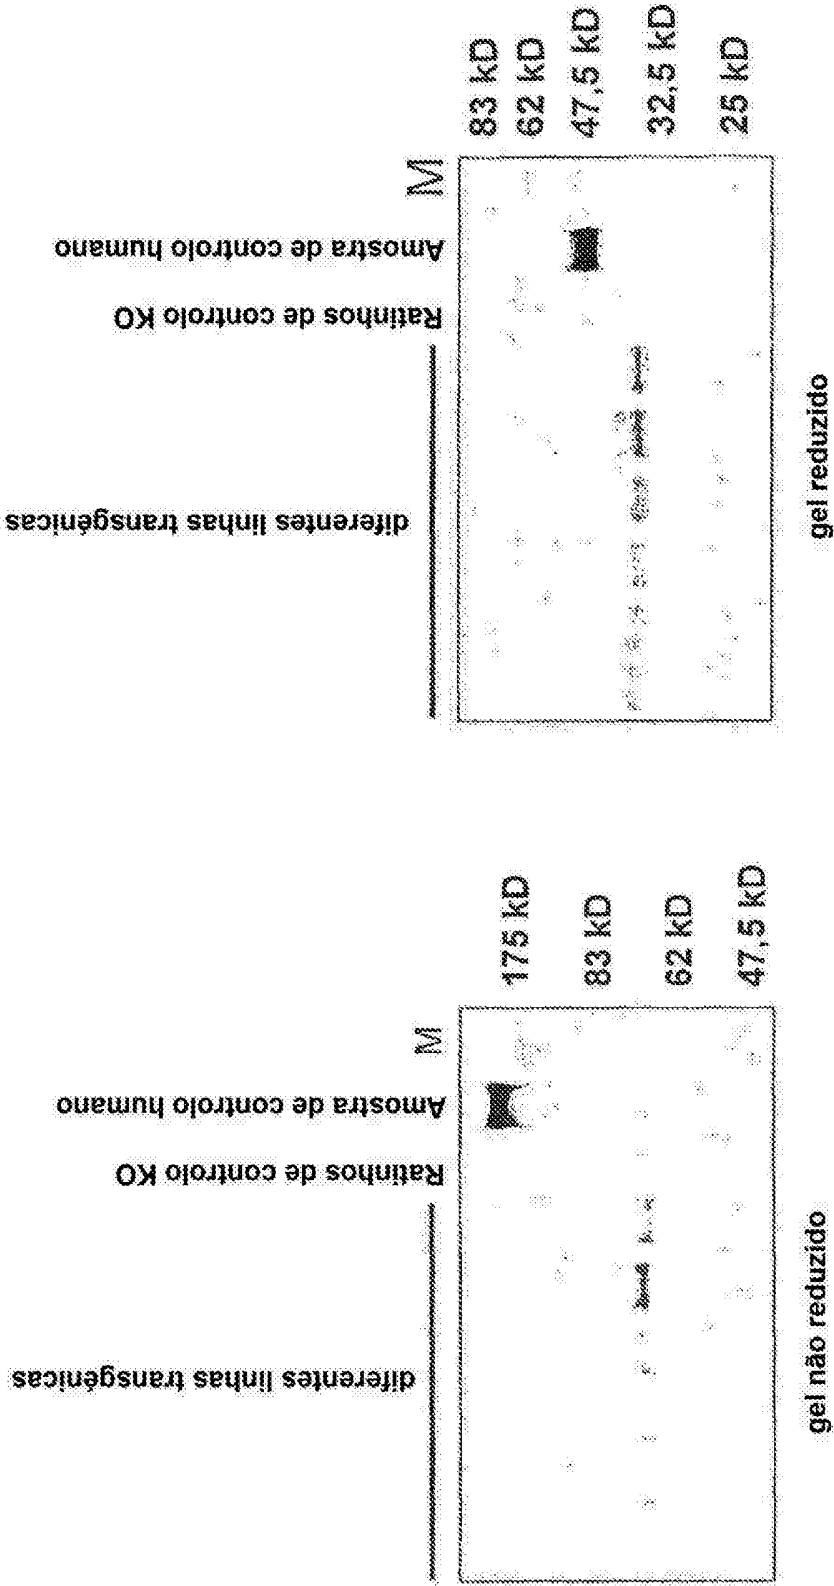 M
Amostra de controlo humano
Ratinhos de controlo KO
diferentes linhas transgénicas
83 kD
62 kD
47,5 kD
32,5 kD
25 kD
gel reduzido
M
Amostra de controlo humano
Ratinhos de controlo KO
diferentes linhas transgénicas
175 kD
83 kD
62 kD
47,5 kD
gel não reduzido